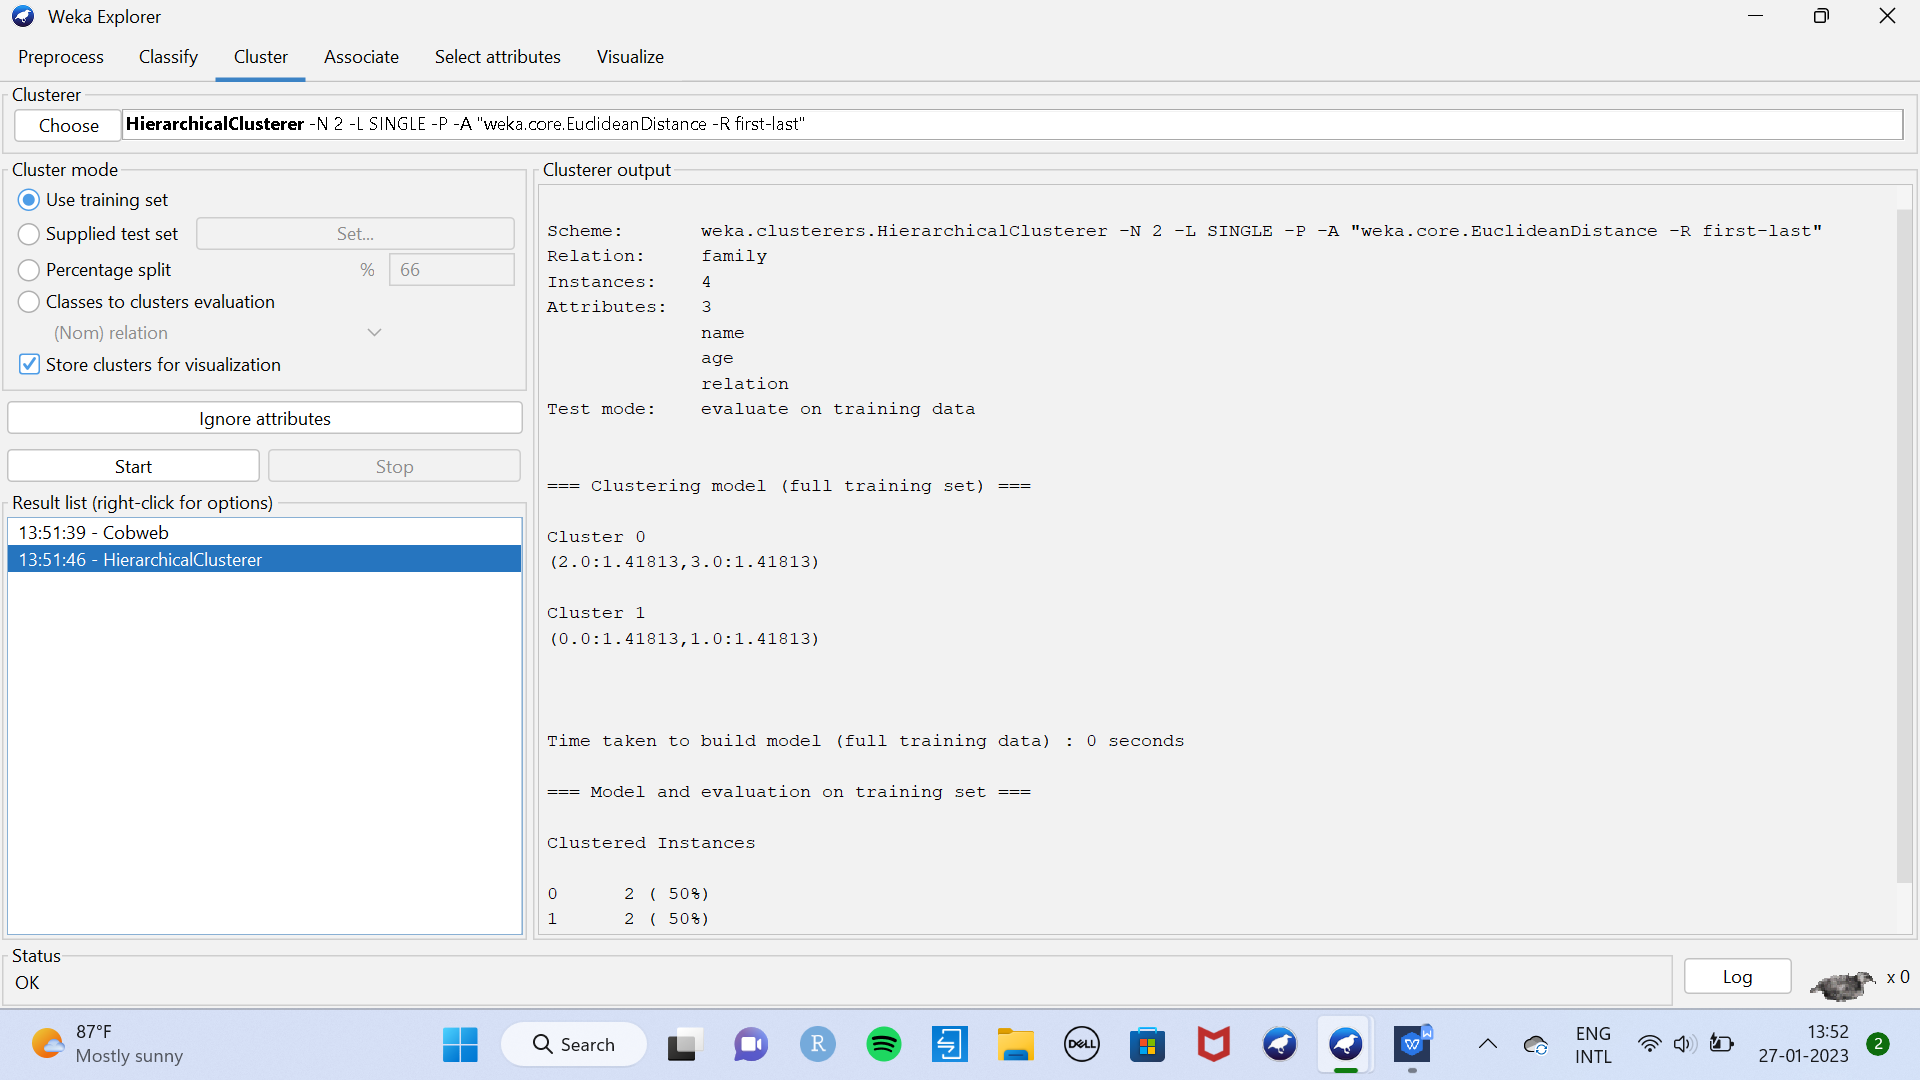 Weka Explorer
Preprocess Classify Cluster Associate Select attributes Visualize
Clusterer
Choose HierarchicalClusterer -N 2 -L SINGLE -P -A "weka.core.EuclideanDistance -R first-last"
Cluster mode
Use training set
Supplied test set Set...
Percentage split % 66
Classes to clusters evaluation
(Nom) relation
Store clusters for visualization
Ignore attributes
Start Stop
Result list (right-click for options)
13:51:39 - Cobweb
13:51:46 - HierarchicalClusterer
Clusterer output
Scheme: weka.clusterers.HierarchicalClusterer -N 2 -L SINGLE -P -A "weka.core.EuclideanDistance -R first-last"
Relation: family
Instances: 4
Attributes: 3
name
age
relation
Test mode: evaluate on training data
=== Clustering model (full training set) ===
Cluster 0
(2.0:1.41813,3.0:1.41813)
Cluster 1
(0.0:1.41813,1.0:1.41813)
Time taken to build model (full training data) : 0 seconds
=== Model and evaluation on training set ===
Clustered Instances
0 2 ( 50%)
1 2 ( 50%)
Status
OK
Log x 0
87°F
Mostly sunny
Search
R
DELL
W
ENG
INTL
13:52
27-01-2023
2